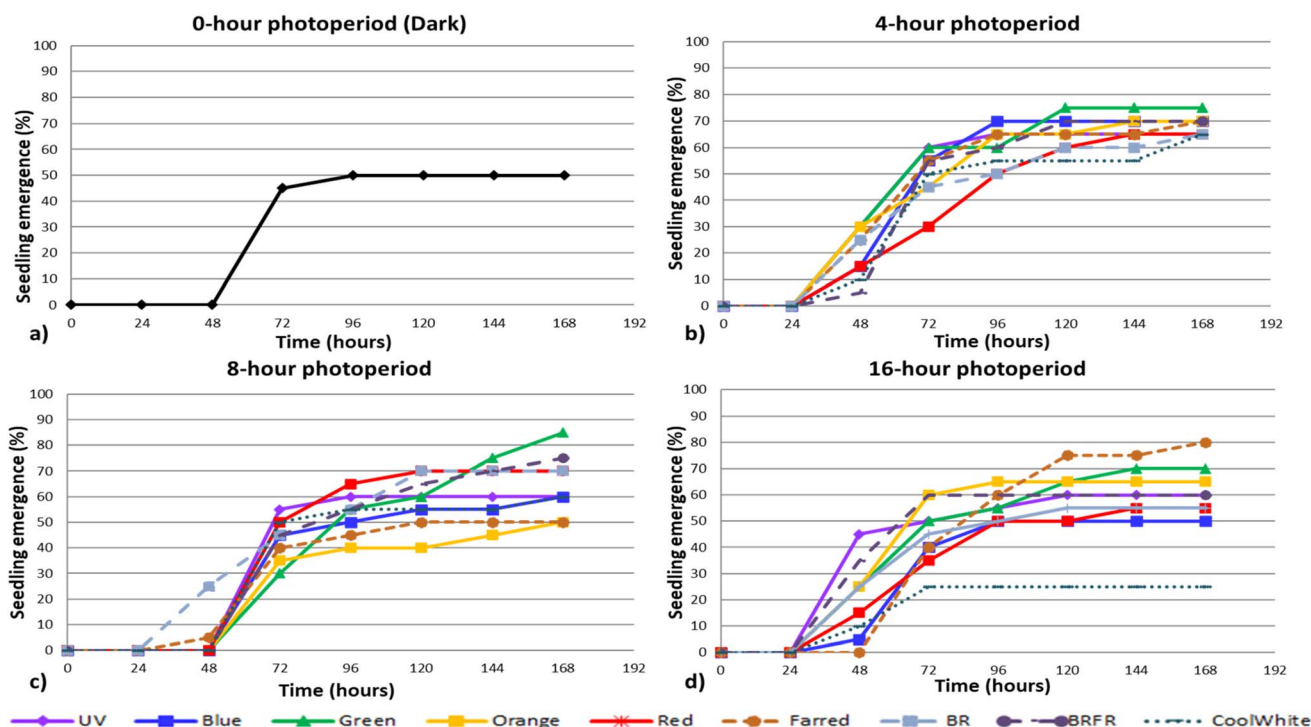 0-hour photoperiod (Dark)
Seedling emergence (%)
100
90
80
70
60
50
40
30
20
10
0
0 24 48 72 96 120 144 168 192
Time (hours)
a)
4-hour photoperiod
Seedling emergence (%)
100
90
80
70
60
50
40
30
20
10
0
0 24 48 72 96 120 144 168 192
Time (hours)
b)
8-hour photoperiod
Seedling emergence (%)
100
90
80
70
60
50
40
30
20
10
0
0 24 48 72 96 120 144 168 192
Time (hours)
c)
16-hour photoperiod
Seedling emergence (%)
100
90
80
70
60
50
40
30
20
10
0
0 24 48 72 96 120 144 168 192
Time (hours)
d)
UV Blue Green Orange Red Farred BR BRFR CoolWhite